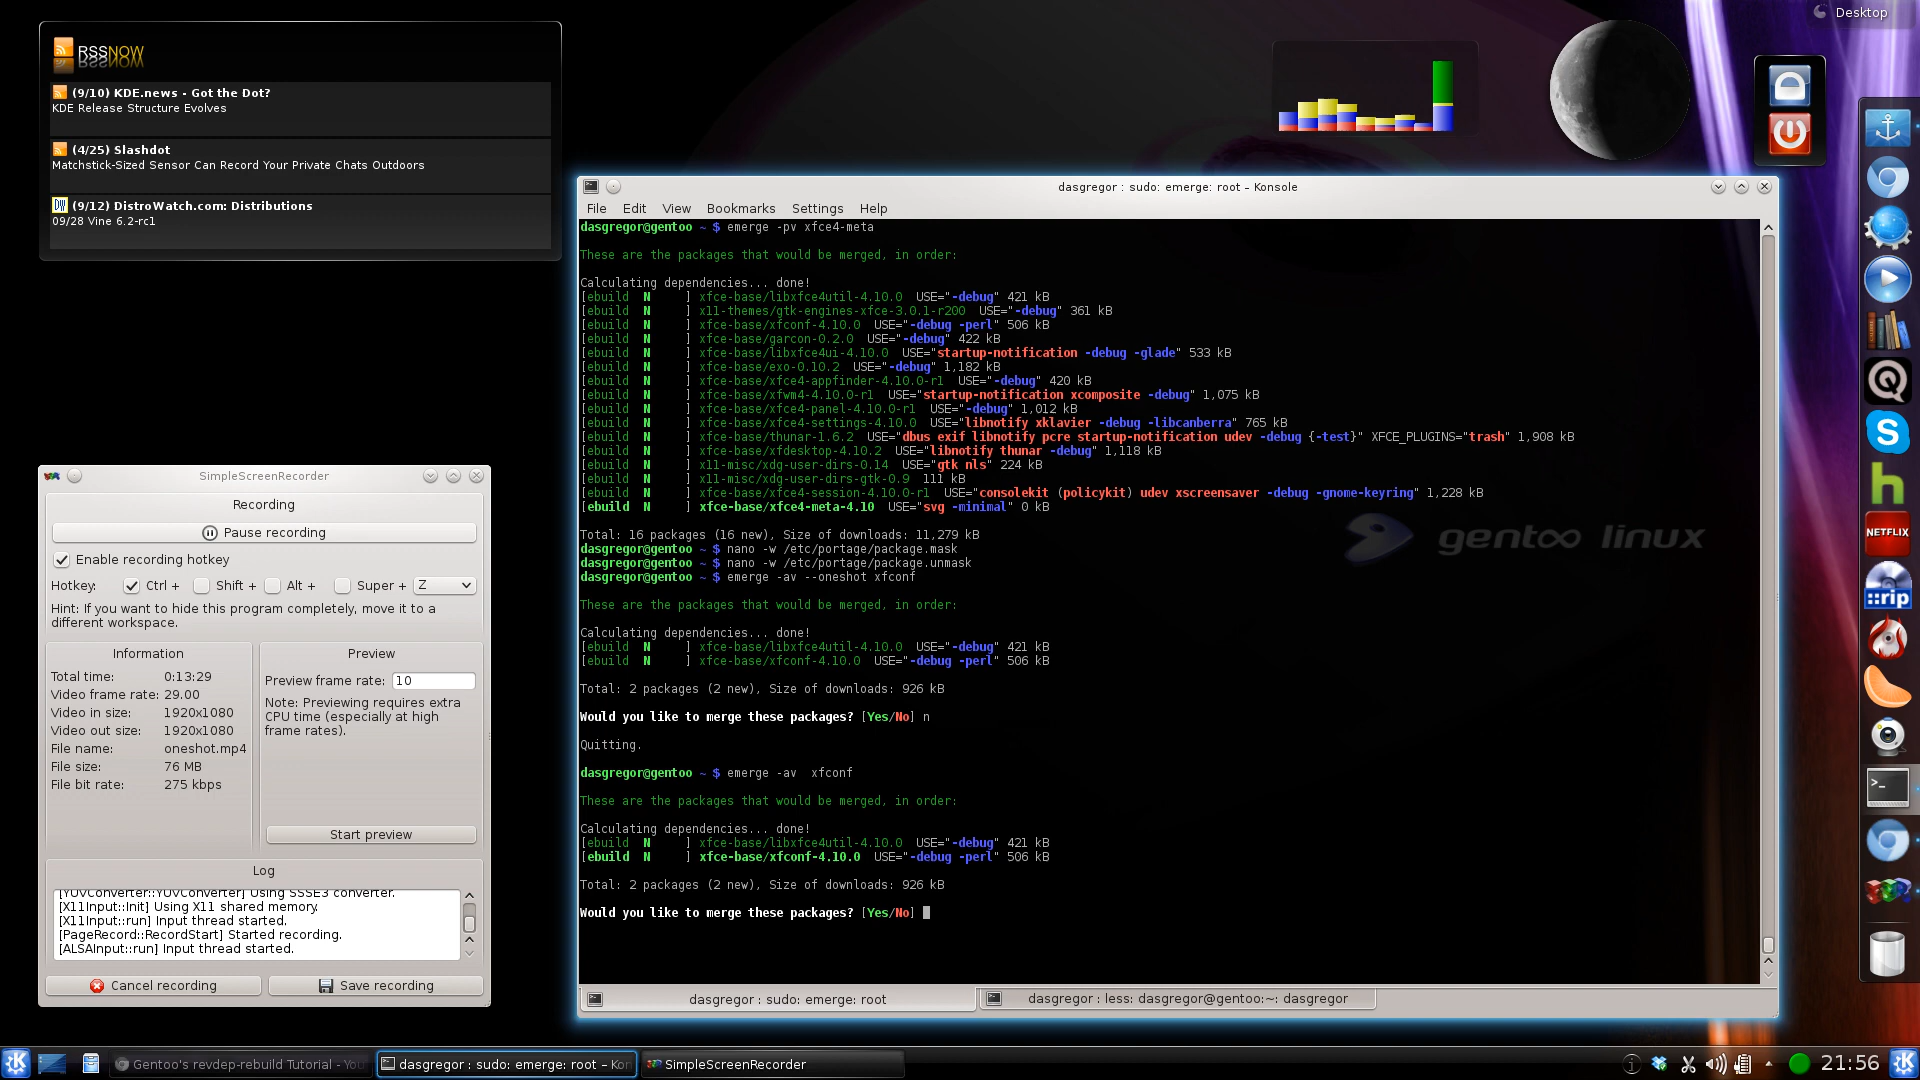 Desktop
RSSNOW
(9/10) KDE.news - Got the Dot?
KDE Release Structure Evolves
(4/25) Slashdot
Matchstick-Sized Sensor Can Record Your Private Chats Outdoors
DW (9/12) DistroWatch.com: Distributions
09/28 Vine 6.2-rc1
dasgregor : sudo: emerge: root – Konsole
File Edit View Bookmarks Settings Help
dasgregor@gentoo ~ $ emerge -pv xfce4-meta
These are the packages that would be merged, in order:
Calculating dependencies... done!
[ebuild  N     ] xfce-base/libxfce4util-4.10.0  USE="-debug" 421 kB
[ebuild  N     ] x11-themes/gtk-engines-xfce-3.0.1-r200  USE="-debug" 361 kB
[ebuild  N     ] xfce-base/xfconf-4.10.0  USE="-debug -perl" 506 kB
[ebuild  N     ] xfce-base/garcon-0.2.0  USE="-debug" 422 kB
[ebuild  N     ] xfce-base/libxfce4ui-4.10.0  USE="startup-notification -debug -glade" 533 kB
[ebuild  N     ] xfce-base/exo-0.10.2  USE="-debug" 1,182 kB
[ebuild  N     ] xfce-base/xfce4-appfinder-4.10.0-r1  USE="-debug" 420 kB
[ebuild  N     ] xfce-base/xfwm4-4.10.0-r1  USE="startup-notification xcomposite -debug" 1,075 kB
[ebuild  N     ] xfce-base/xfce4-panel-4.10.0-r1  USE="-debug" 1,012 kB
[ebuild  N     ] xfce-base/xfce4-settings-4.10.0  USE="libnotify xklavier -debug -libcanberra" 765 kB
[ebuild  N     ] xfce-base/thunar-1.6.2  USE="dbus exif libnotify pcre startup-notification udev -debug {-test}" XFCE_PLUGINS="trash" 1,908 kB
[ebuild  N     ] xfce-base/xfdesktop-4.10.2  USE="libnotify thunar -debug" 1,118 kB
[ebuild  N     ] x11-misc/xdg-user-dirs-0.14  USE="gtk nls" 224 kB
[ebuild  N     ] x11-misc/xdg-user-dirs-gtk-0.9  111 kB
[ebuild  N     ] xfce-base/xfce4-session-4.10.0-r1  USE="consolekit (policykit) udev xscreensaver -debug -gnome-keyring" 1,228 kB
[ebuild  N     ] xfce-base/xfce4-meta-4.10  USE="svg -minimal" 0 kB
Total: 16 packages (16 new), Size of downloads: 11,279 kB
dasgregor@gentoo ~ $ nano -w /etc/portage/package.mask
dasgregor@gentoo ~ $ nano -w /etc/portage/package.unmask
dasgregor@gentoo ~ $ emerge -av --oneshot xfconf
These are the packages that would be merged, in order:
Calculating dependencies... done!
[ebuild  N     ] xfce-base/libxfce4util-4.10.0  USE="-debug" 421 kB
[ebuild  N     ] xfce-base/xfconf-4.10.0  USE="-debug -perl" 506 kB
Total: 2 packages (2 new), Size of downloads: 926 kB
Would you like to merge these packages? [Yes/No] n
Quitting.
dasgregor@gentoo ~ $ emerge -av  xfconf
These are the packages that would be merged, in order:
Calculating dependencies... done!
[ebuild  N     ] xfce-base/libxfce4util-4.10.0  USE="-debug" 421 kB
[ebuild  N     ] xfce-base/xfconf-4.10.0  USE="-debug -perl" 506 kB
Total: 2 packages (2 new), Size of downloads: 926 kB
Would you like to merge these packages? [Yes/No]
gentoo linux
dasgregor : sudo: emerge: root
dasgregor : less: dasgregor@gentoo:~: dasgregor
SimpleScreenRecorder
Recording
Pause recording
Enable recording hotkey
Hotkey: Ctrl + Shift + Alt + Super + Z
Hint: If you want to hide this program completely, move it to a
different workspace.
Information
Total time: 0:13:29
Video frame rate: 29.00
Video in size: 1920x1080
Video out size: 1920x1080
File name: oneshot.mp4
File size: 76 MB
File bit rate: 275 kbps
Preview
Preview frame rate: 10
Note: Previewing requires extra
CPU time (especially at high
frame rates).
Start preview
Log
[YUVConverter::YUVConverter] Using SSSE3 converter.
[X11Input::Init] Using X11 shared memory.
[X11Input::run] Input thread started.
[PageRecord::RecordStart] Started recording.
[ALSAInput::run] Input thread started.
Cancel recording
Save recording
NETFLIX
::rip
Gentoo's revdep-rebuild Tutorial - You
dasgregor : sudo: emerge: root – Kon
SimpleScreenRecorder
21:56